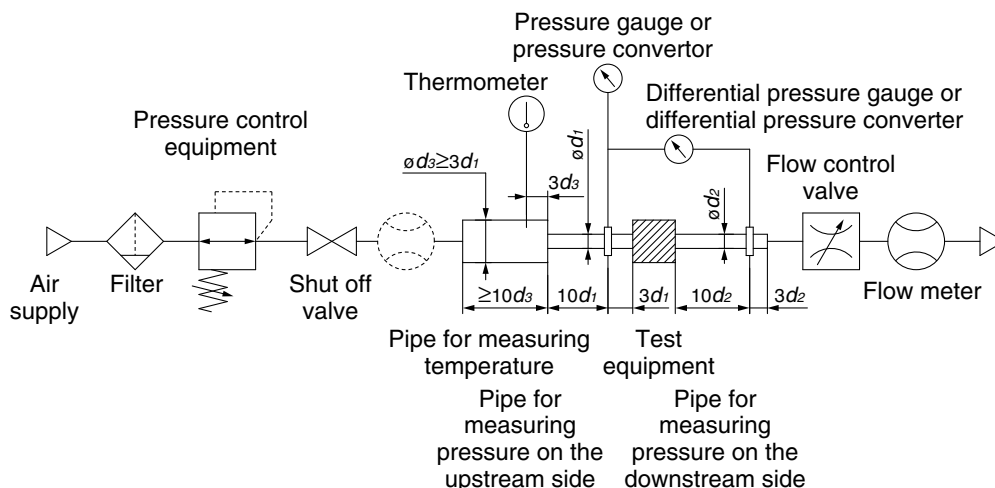 Pressure gauge or
pressure convertor
Thermometer
Differential pressure gauge or
differential pressure converter
Pressure control
equipment
ød₁
ød₃≥3d₁
3d₃
ød₂
Flow control
valve
Air
supply
Filter
Shut off
valve
≥10d₃
10d₁
3d₁
10d₂
3d₂
Flow meter
Pipe for measuring
temperature
Test
equipment
Pipe for
measuring
pressure on the
upstream side
Pipe for
measuring
pressure on the
downstream side